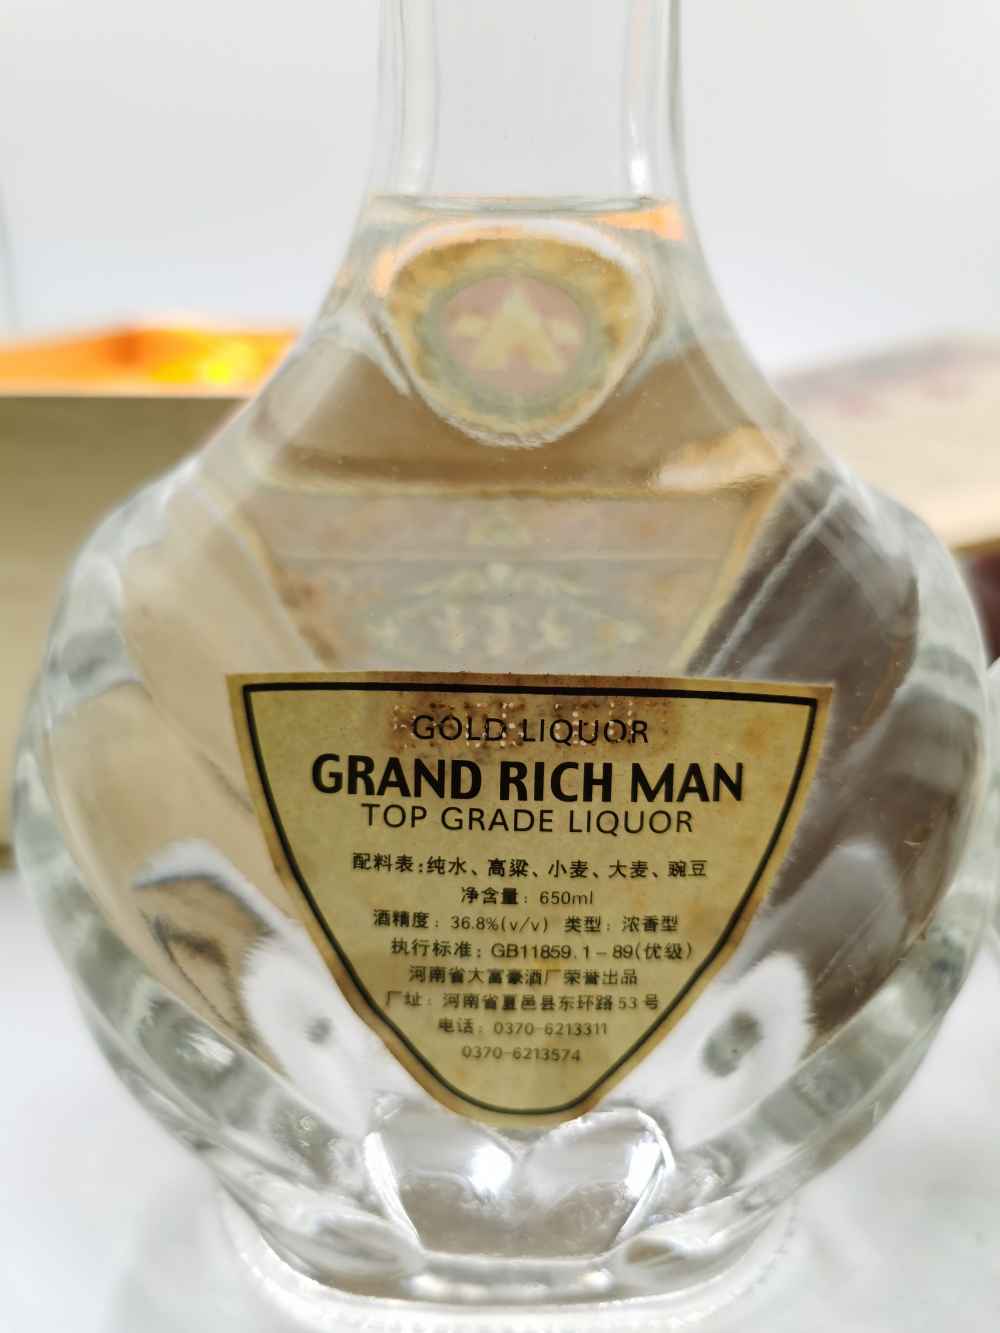 GOLD LIQUOR
GRAND RICH MAN
TOP GRADE LIQUOR
配料表:纯水、高粱、小麦、大麦、豌豆
净含量: 650ml
酒精度: 36.8%(v/v) 类型: 浓香型
执行标准: GB11859.1-89(优级)
河南省大富豪酒厂荣誉出品
厂址: 河南省夏邑县东环路53号
电话: 0370-6213311
0370-6213574